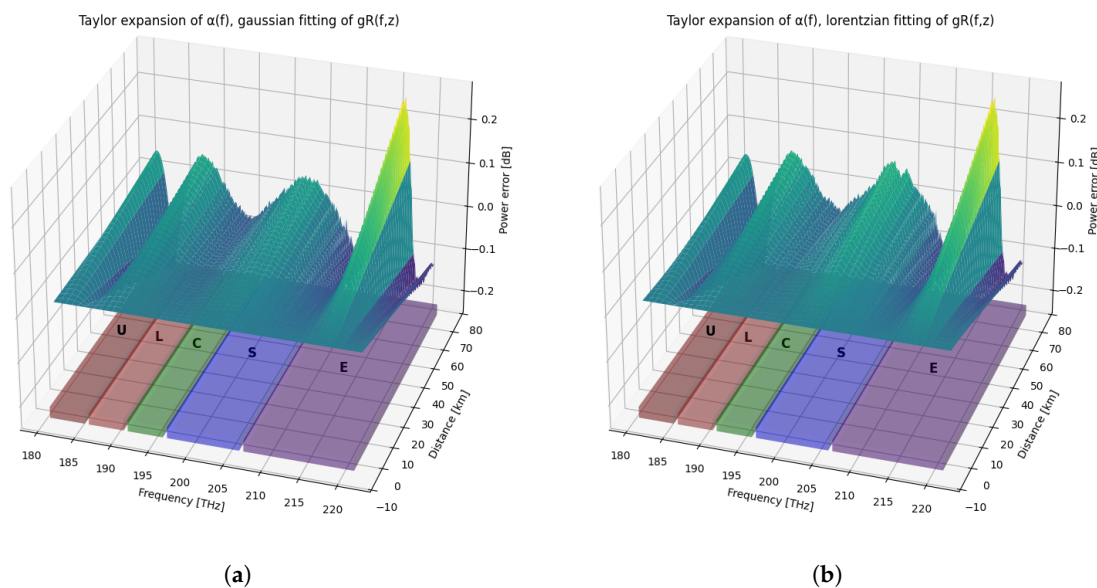 Taylor expansion of α(f), gaussian fitting of gR(f,z)
0.2
0.1
0.0
−0.1
−0.2
Power error [dB]
U
L
C
S
E
80
70
60
50
40
30
20
10
0
−10
Distance [km]
180
185
190
195
200
205
210
215
220
Frequency [THz]
(a)
Taylor expansion of α(f), lorentzian fitting of gR(f,z)
0.2
0.1
0.0
−0.1
−0.2
Power error [dB]
U
L
C
S
E
80
70
60
50
40
30
20
10
0
−10
Distance [km]
180
185
190
195
200
205
210
215
220
Frequency [THz]
(b)